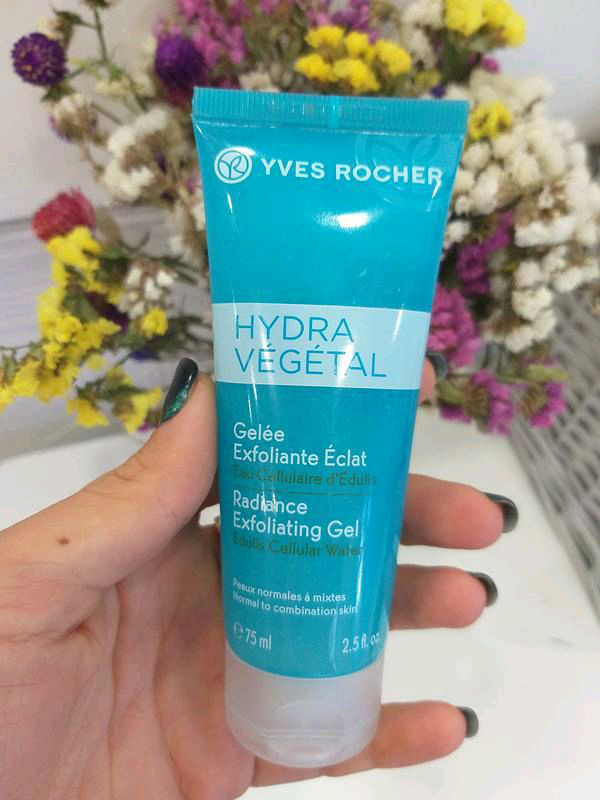 YVES ROCHER
HYDRA
VÉGÉTAL
Gelée
Exfoliante Éclat
Eau Cellulaire d'Edulis
Radiance
Exfoliating Gel
Edulis Cellular Water
Peaux normales à mixtes
Normal to combination skin
℮ 75 ml 2.5 fl. oz.